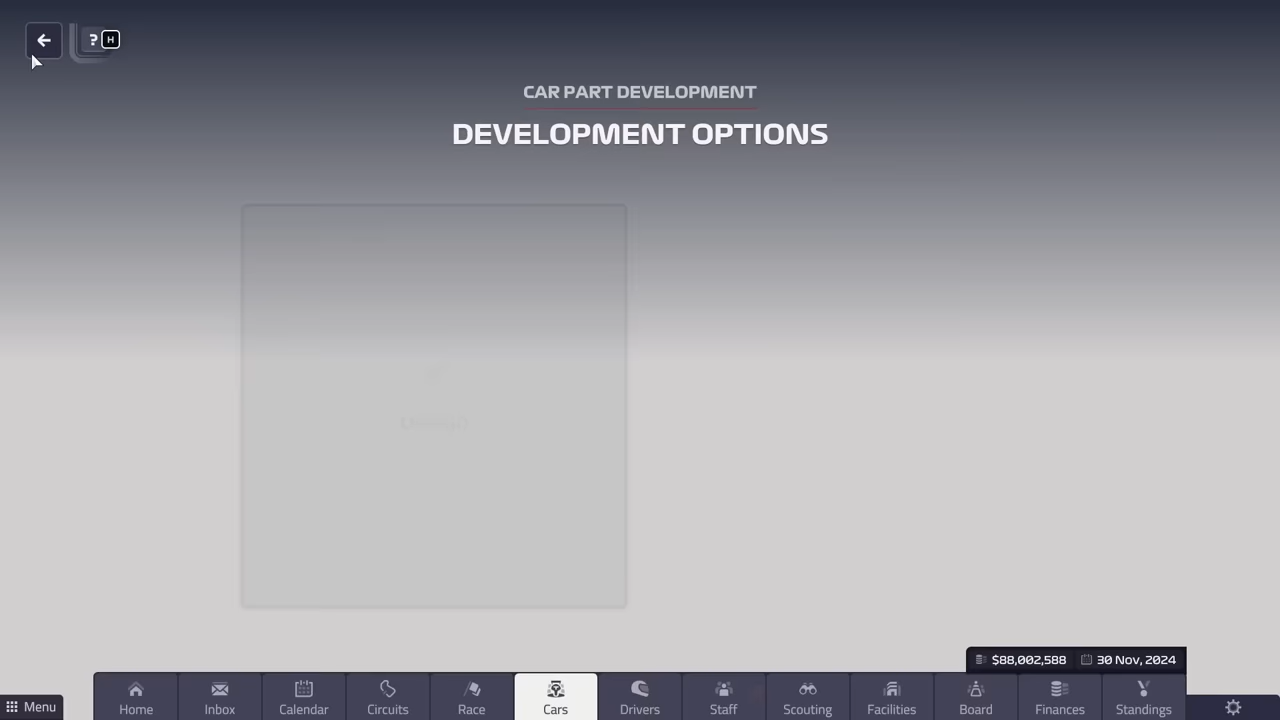 ? H
CAR PART DEVELOPMENT
DEVELOPMENT OPTIONS
$88,002,588 30 Nov, 2024
Menu Home Inbox Calendar Circuits Race Cars Drivers Staff Scouting Facilities Board Finances Standings